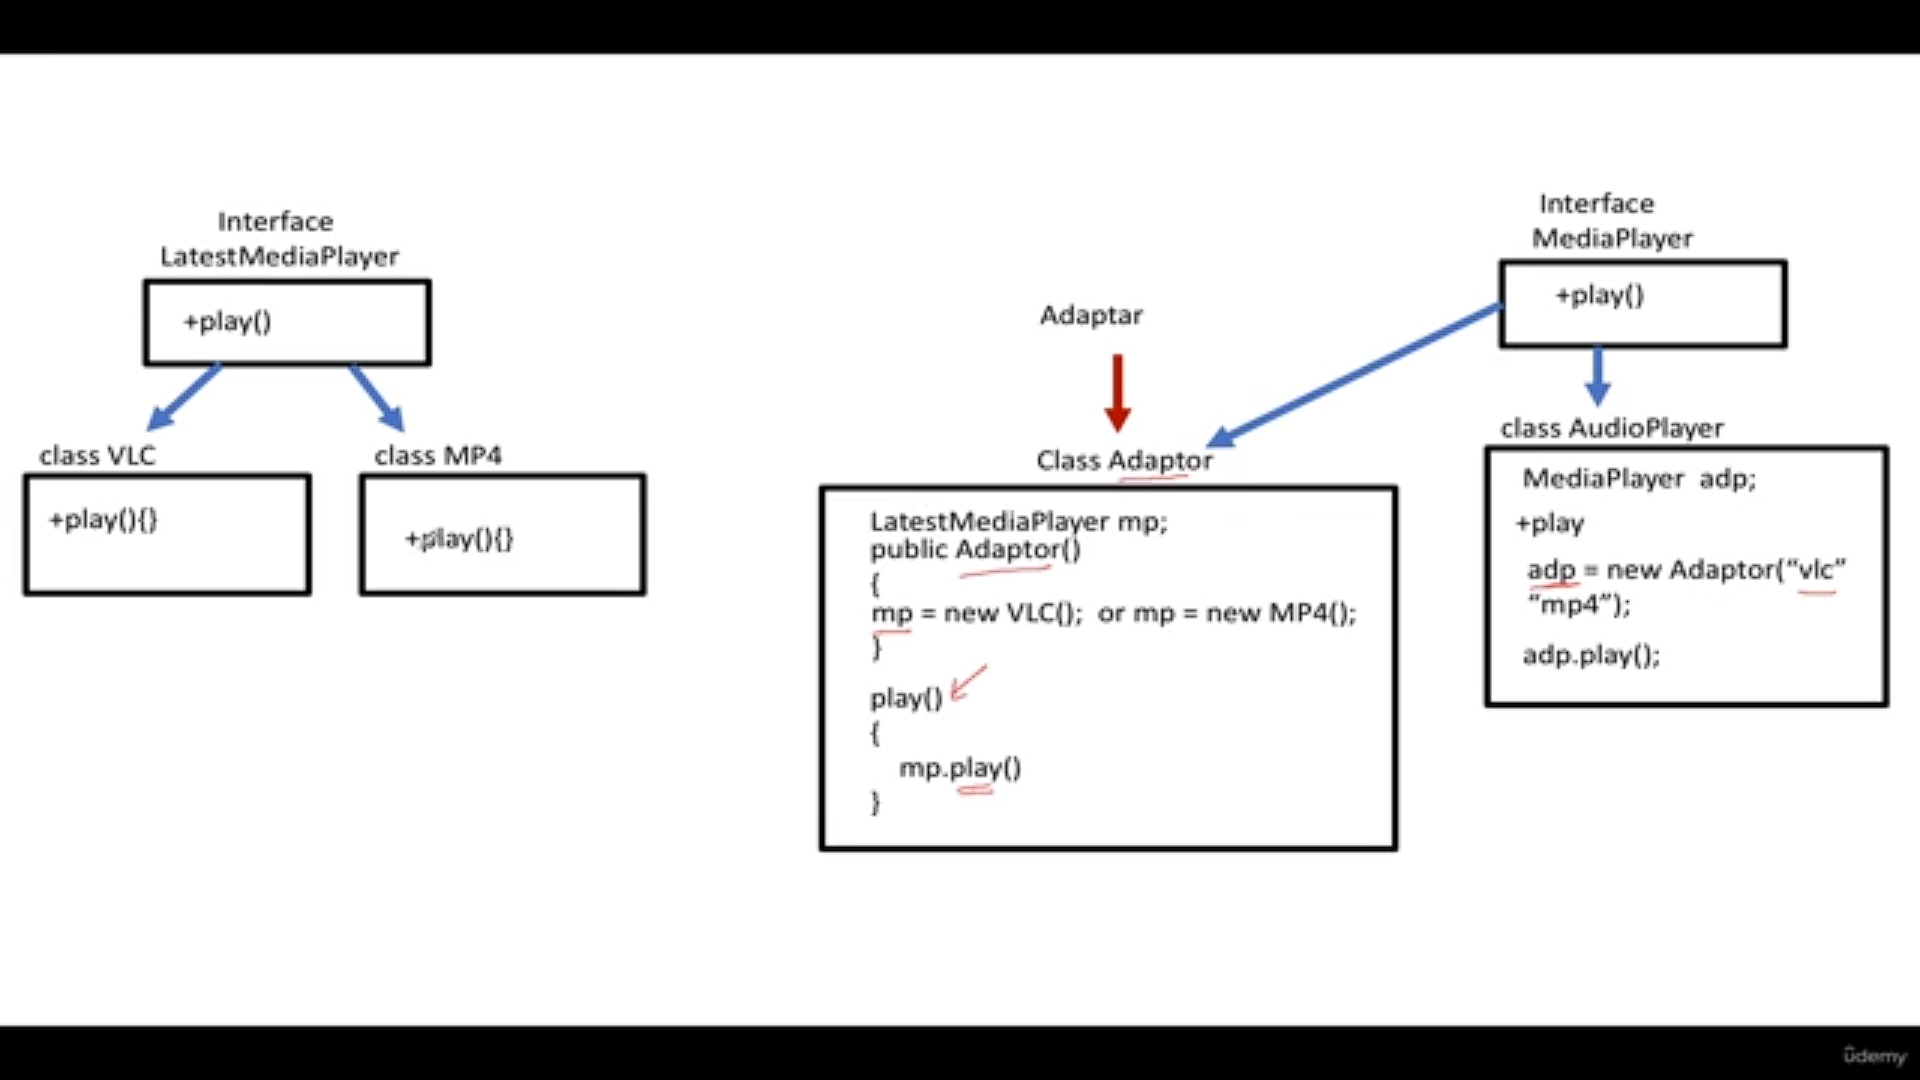 Interface
LatestMediaPlayer
+play()
class VLC
+play(){}
class MP4
+play(){}
Adaptar
Class Adaptor
LatestMediaPlayer mp;
public Adaptor()
{
mp = new VLC();  or mp = new MP4();
}
play()
{
mp.play()
}
Interface
MediaPlayer
+play()
class AudioPlayer
MediaPlayer  adp;
+play
adp = new Adaptor(“vlc”
“mp4”);
adp.play();
ûdemy